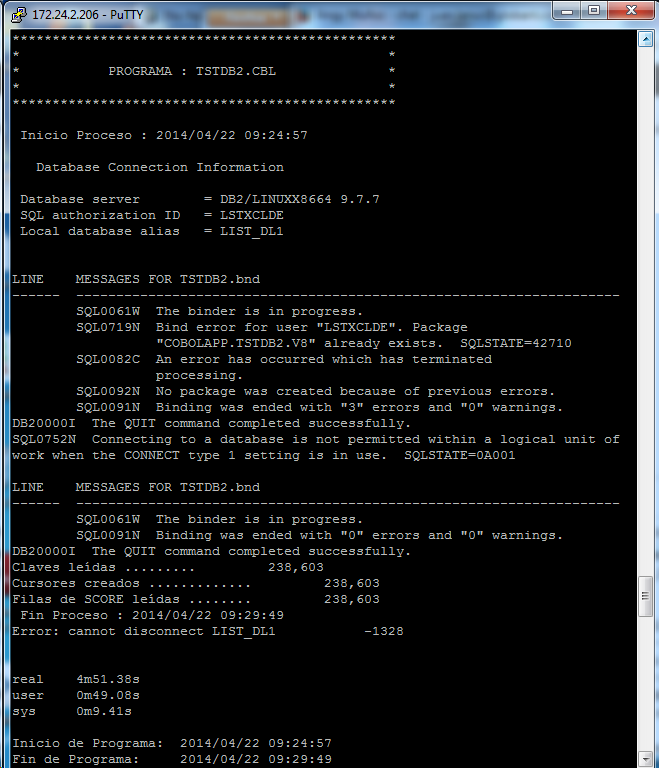 172.24.2.206 - PuTTY
************************************************
*                                              *
*           PROGRAMA : TSTDB2.CBL              *
*                                              *
************************************************
Inicio Proceso : 2014/04/22 09:24:57
Database Connection Information
Database server        = DB2/LINUXX8664 9.7.7
SQL authorization ID   = LSTXCLDE
Local database alias   = LIST_DL1
LINE    MESSAGES FOR TSTDB2.bnd
------  --------------------------------------------------------------------
SQL0061W  The binder is in progress.
SQL0719N  Bind error for user "LSTXCLDE". Package
"COBOLAPP.TSTDB2.V8" already exists.  SQLSTATE=42710
SQL0082C  An error has occurred which has terminated
processing.
SQL0092N  No package was created because of previous errors.
SQL0091N  Binding was ended with "3" errors and "0" warnings.
DB20000I  The QUIT command completed successfully.
SQL0752N  Connecting to a database is not permitted within a logical unit of
work when the CONNECT type 1 setting is in use.  SQLSTATE=0A001
LINE    MESSAGES FOR TSTDB2.bnd
------  --------------------------------------------------------------------
SQL0061W  The binder is in progress.
SQL0091N  Binding was ended with "0" errors and "0" warnings.
DB20000I  The QUIT command completed successfully.
Claves leídas .........         238,603
Cursores creados .............         238,603
Filas de SCORE leídas ........         238,603
Fin Proceso : 2014/04/22 09:29:49
Error: cannot disconnect LIST_DL1           -1328
real    4m51.38s
user    0m49.08s
sys     0m9.41s
Inicio de Programa:  2014/04/22 09:24:57
Fin de Programa:     2014/04/22 09:29:49